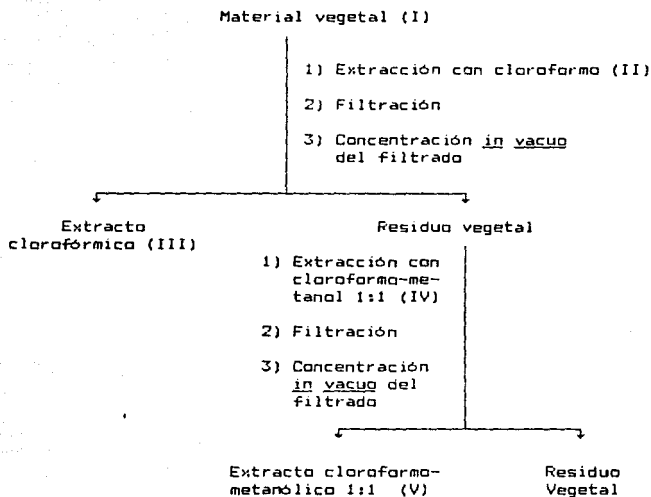 Material vegetal (I)
1) Extracción con cloroformo (II)
2) Filtración
3) Concentración in vacuo
del filtrado
Extracto
clorofórmico (III)
Residuo vegetal
1) Extracción con
cloroformo-me-
tanol 1:1 (IV)
2) Filtración
3) Concentración
in vacuo del
filtrado
Extracto cloroformo-
metanólico 1:1 (V)
Residuo
Vegetal